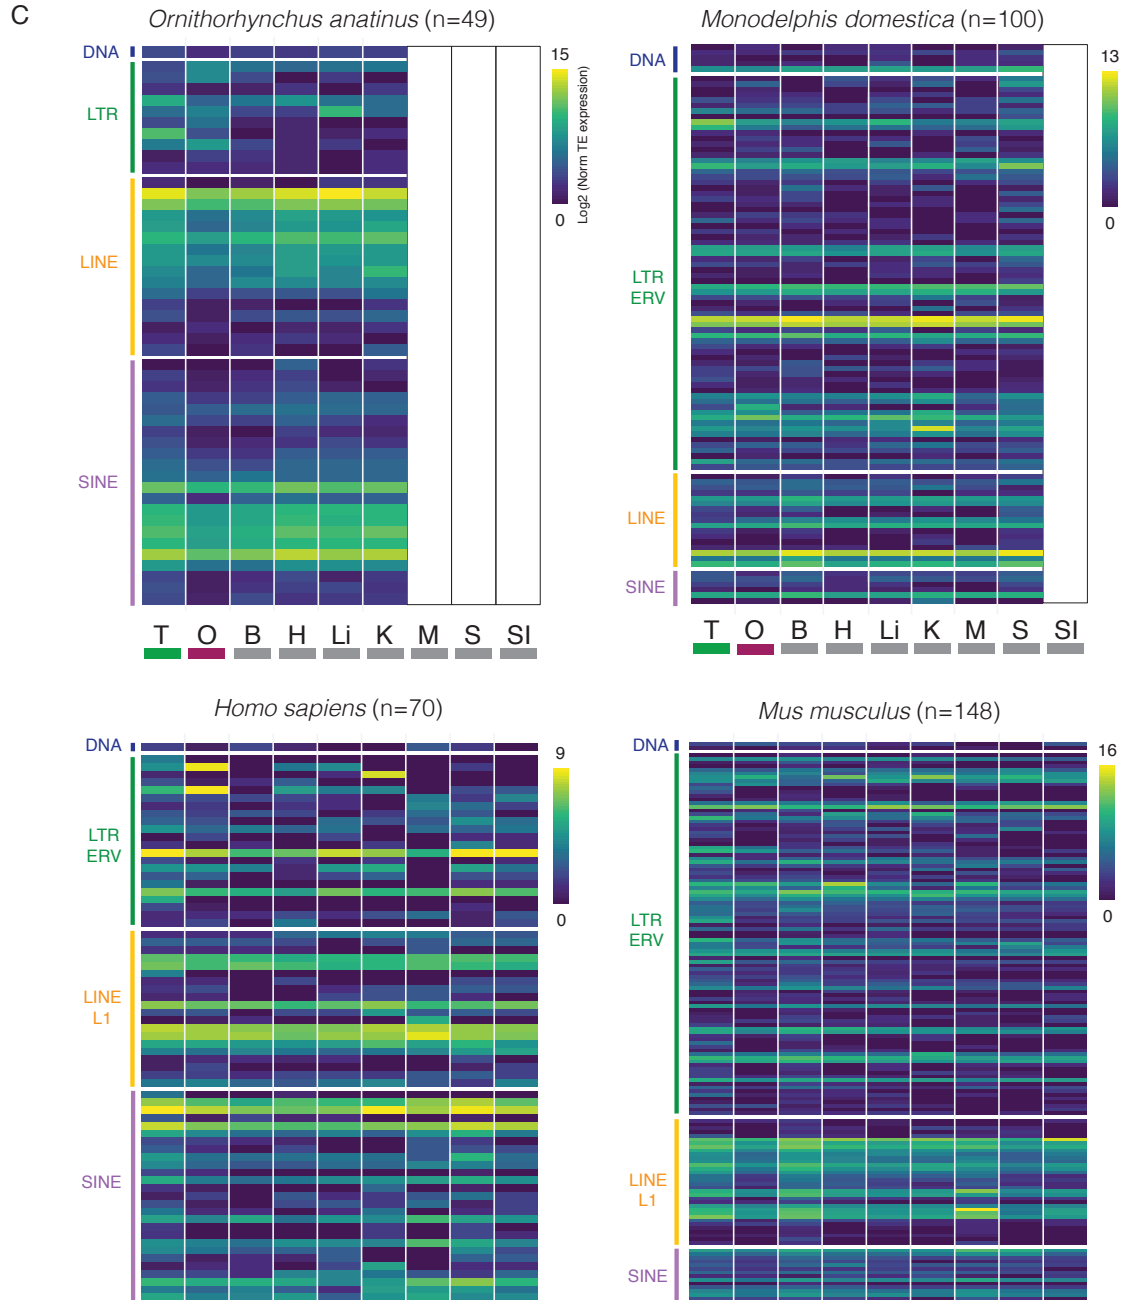 C
Ornithorhynchus anatinus (n=49)
DNA
LTR
LINE
SINE
15
0
Log2 (Norm TE expression)
T O B H Li K M S SI
Monodelphis domestica (n=100)
DNA
LTR
ERV
LINE
SINE
13
0
T O B H Li K M S SI
Homo sapiens (n=70)
DNA
LTR
ERV
LINE
L1
SINE
9
0
Mus musculus (n=148)
DNA
LTR
ERV
LINE
L1
SINE
16
0